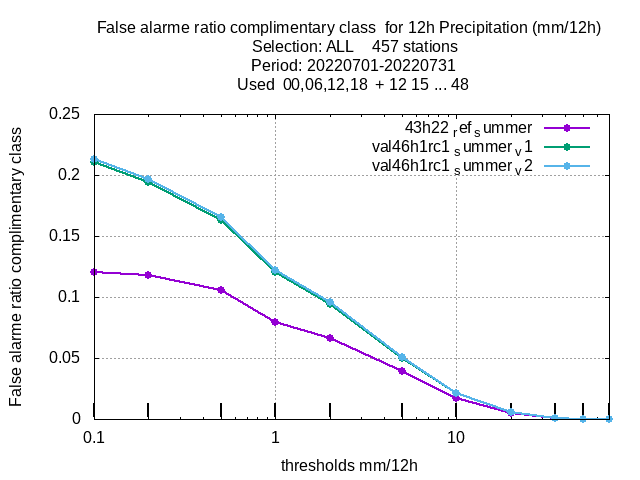 False alarme ratio complimentary class  for 12h Precipitation (mm/12h)
Selection: ALL    457 stations
Period: 20220701-20220731
Used  00,06,12,18  + 12 15 ... 48
False alarme ratio complimentary class
0.25
0.2
0.15
0.1
0.05
0
43h22 ref summer
val46h1rc1 summer v1
val46h1rc1 summer v2
0.1
1
10
thresholds mm/12h